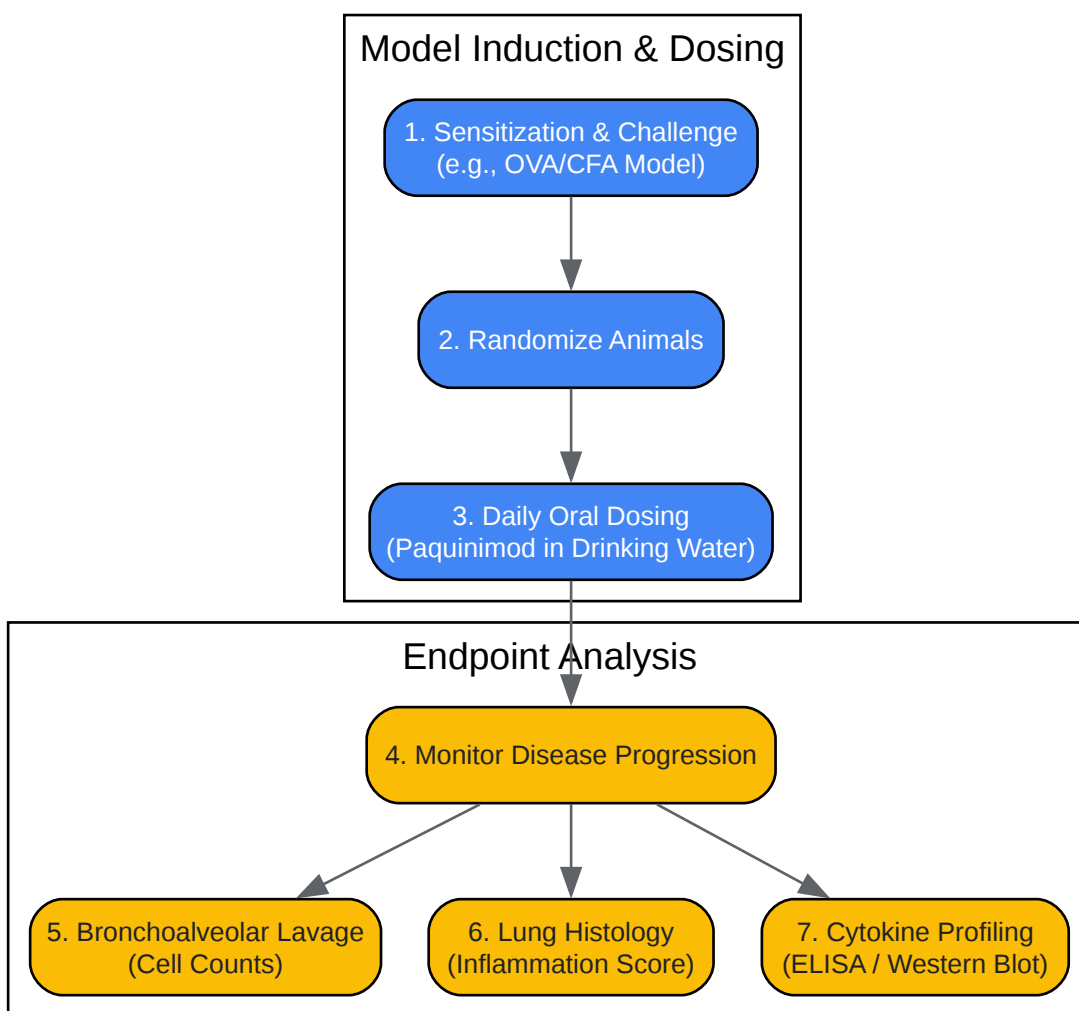 Model Induction & Dosing
1. Sensitization & Challenge
(e.g., OVA/CFA Model)
2. Randomize Animals
3. Daily Oral Dosing
(Paquinimod in Drinking Water)
Endpoint Analysis
4. Monitor Disease Progression
5. Bronchoalveolar Lavage
(Cell Counts)
6. Lung Histology
(Inflammation Score)
7. Cytokine Profiling
(ELISA / Western Blot)